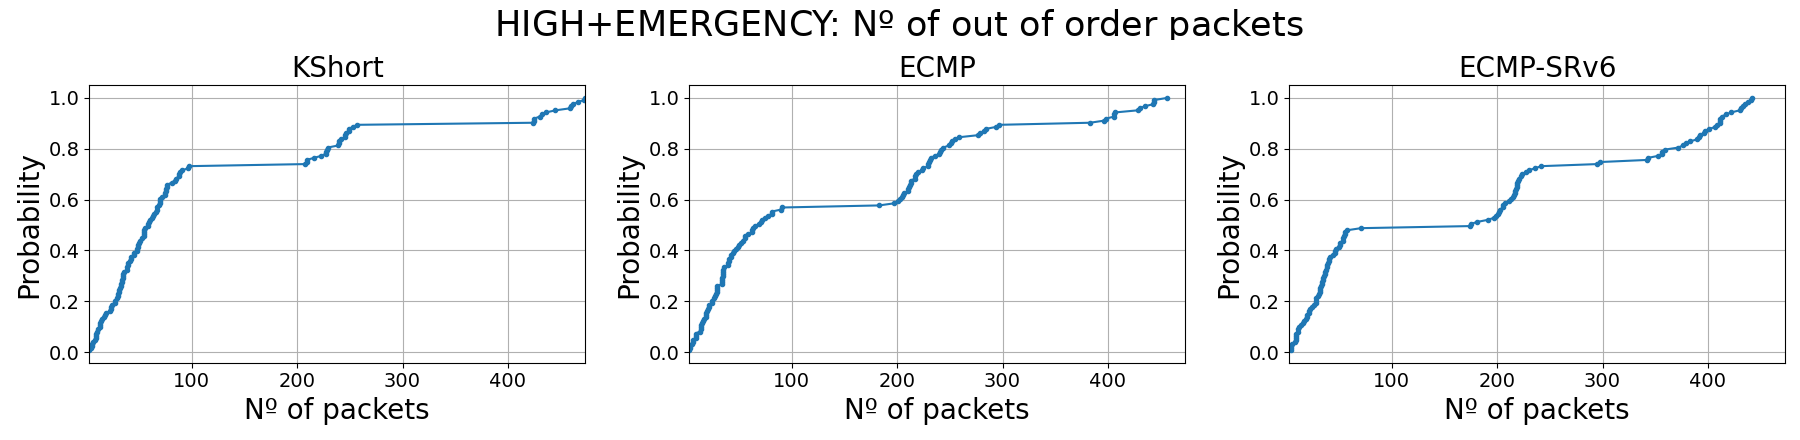 HIGH+EMERGENCY: Nº of out of order packets
KShort
1.0
0.8
0.6
0.4
0.2
0.0
Probability
100 200 300 400
Nº of packets
ECMP
1.0
0.8
0.6
0.4
0.2
0.0
Probability
100 200 300 400
Nº of packets
ECMP-SRv6
1.0
0.8
0.6
0.4
0.2
0.0
Probability
100 200 300 400
Nº of packets